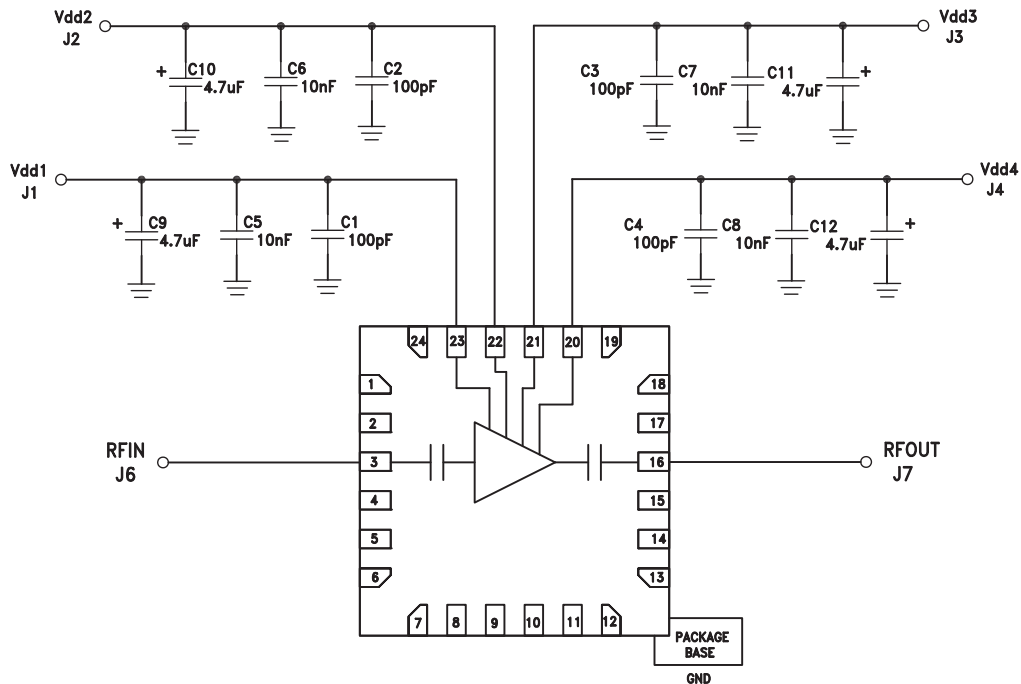 Vdd2
J2
+
C10
4.7uF
C6
10nF
C2
100pF
Vdd3
J3
C3
100pF
C7
10nF
C11
4.7uF
+
Vdd1
J1
+
C9
4.7uF
C5
10nF
C1
100pF
Vdd4
J4
C4
100pF
C8
10nF
C12
4.7uF
+
24
23
22
21
20
19
1
2
3
4
5
6
18
17
16
15
14
13
7
8
9
10
11
12
RFIN
J6
RFOUT
J7
PACKAGE
BASE
GND